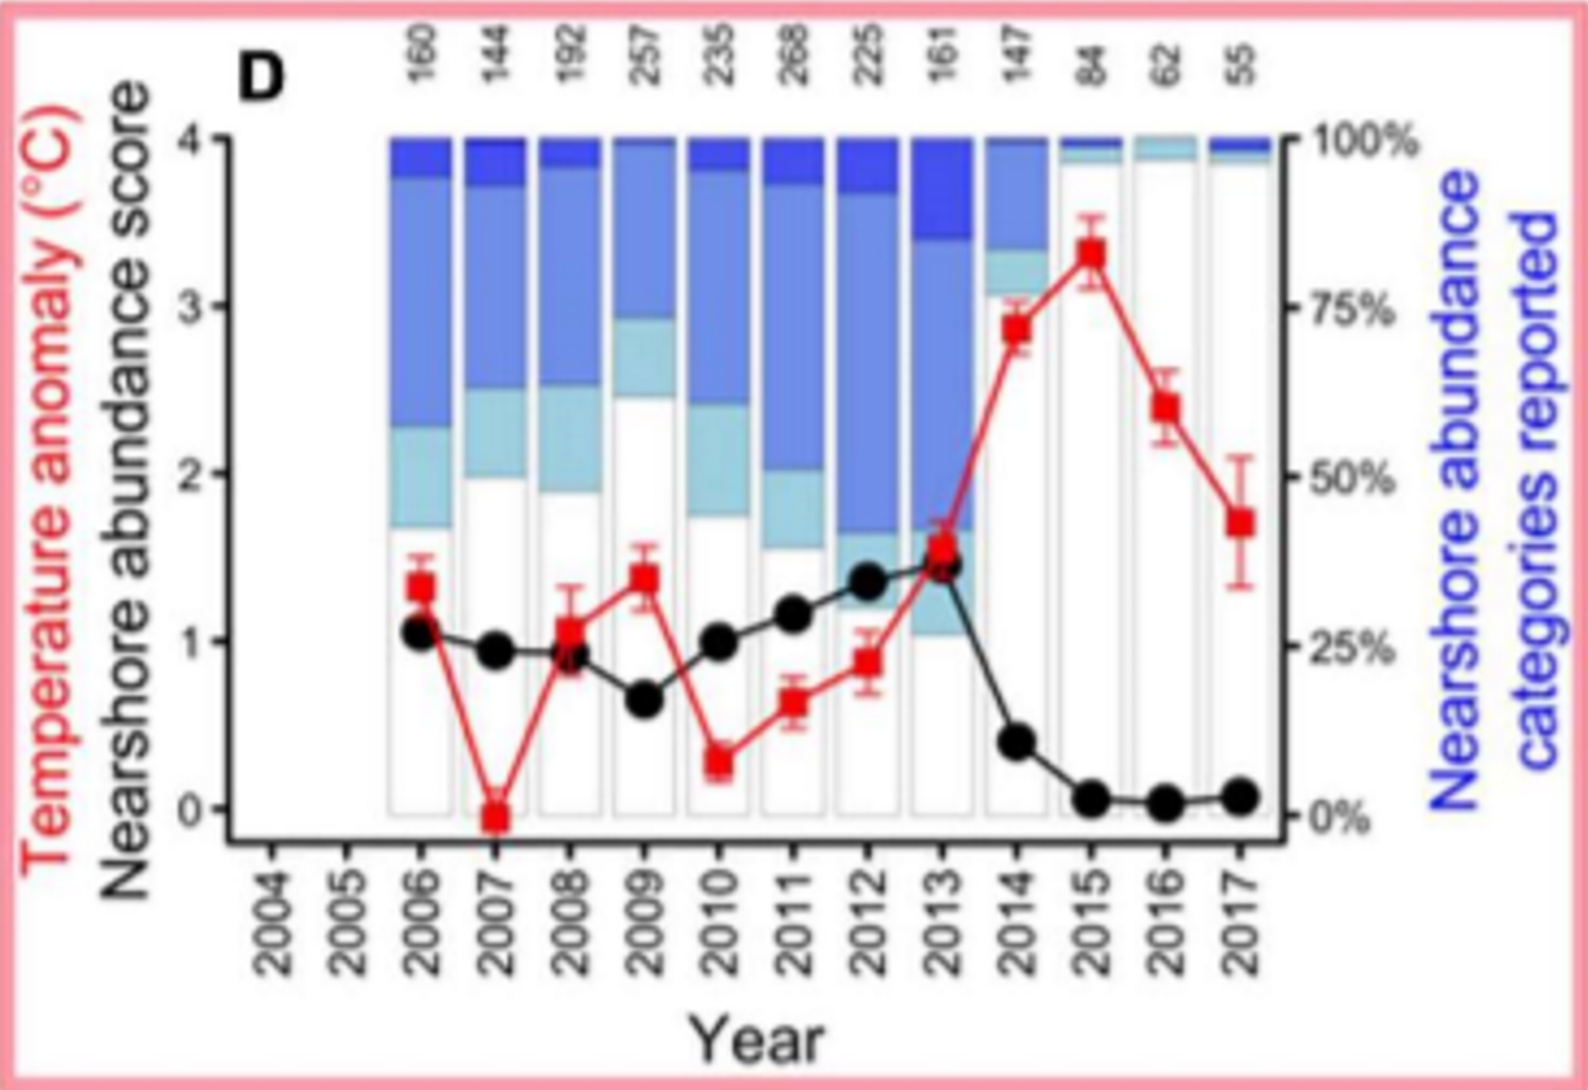 D
160 144 192 257 235 268 225 161 147 84 62 55
Temperature anomaly (°C)
Nearshore abundance score
4
3
2
1
0
100%
75%
50%
25%
0%
Nearshore abundance
categories reported
2004 2005 2006 2007 2008 2009 2010 2011 2012 2013 2014 2015 2016 2017
Year